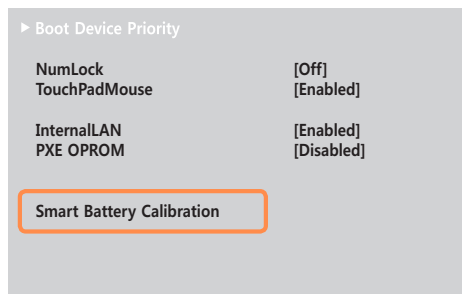 ▶ Boot Device Priority
NumLock [Off]
TouchPadMouse [Enabled]
InternalLAN [Enabled]
PXE OPROM [Disabled]
Smart Battery Calibration